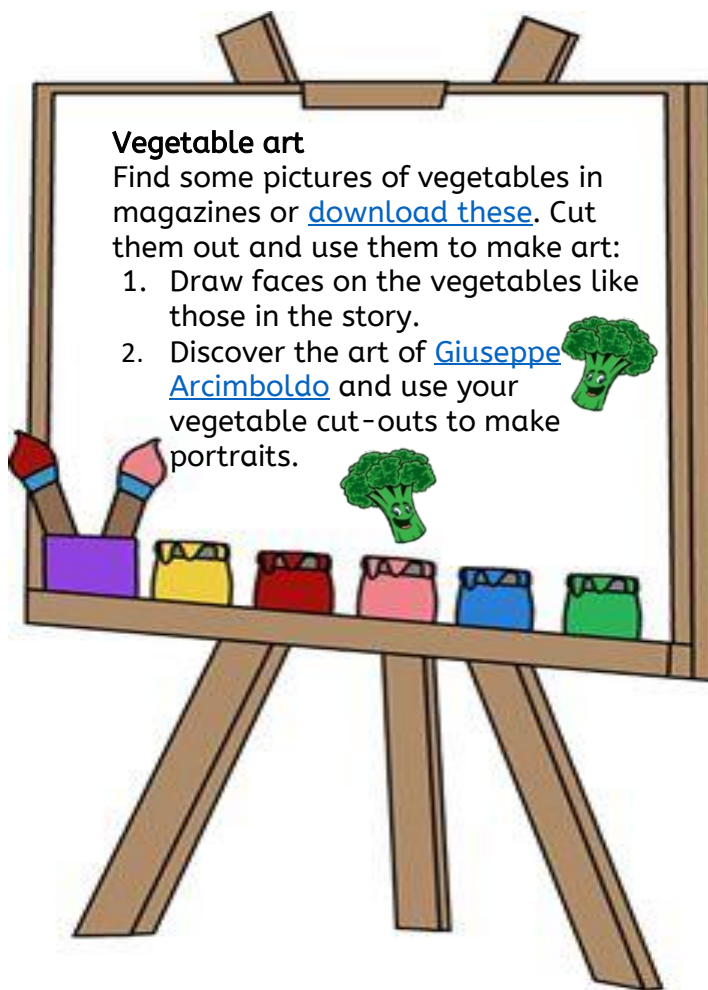 Vegetable art
Find some pictures of vegetables in
magazines or download these. Cut
them out and use them to make art:
1. Draw faces on the vegetables like
those in the story.
2. Discover the art of Giuseppe
Arcimboldo and use your
vegetable cut-outs to make
portraits.